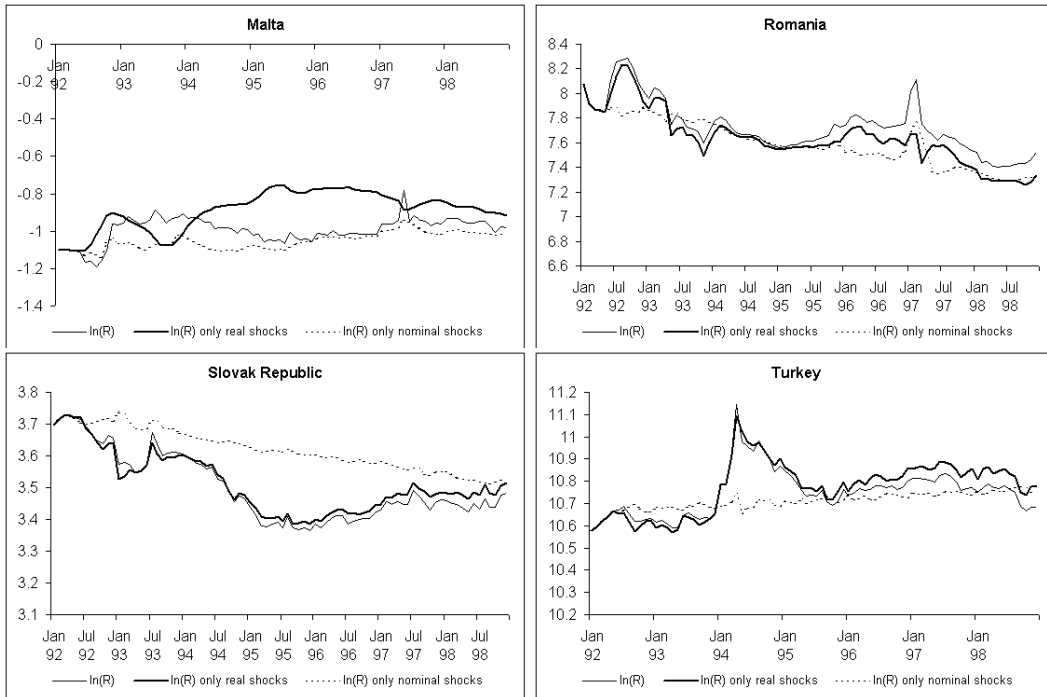 Malta
0
-0.2
-0.4
-0.6
-0.8
-1
-1.2
-1.4
Jan Jan Jan Jan Jan Jan Jan
92 93 94 95 96 97 98
ln(R) ln(R) only real shocks ln(R) only nominal shocks
Romania
8.4
8.2
8
7.8
7.6
7.4
7.2
7
6.8
6.6
Jan Jul Jan Jul Jan Jul Jan Jul Jan Jul Jan Jul Jan Jul
92 92 93 93 94 94 95 95 96 96 97 97 98 98
ln(R) ln(R) only real shocks ln(R) only nominal shocks
Slovak Republic
3.8
3.7
3.6
3.5
3.4
3.3
3.2
3.1
Jan Jul Jan Jul Jan Jul Jan Jul Jan Jul Jan Jul Jan Jul
92 92 93 93 94 94 95 95 96 96 97 97 98 98
ln(R) ln(R) only real shocks ln(R) only nominal shocks
Turkey
11.2
11.1
11
10.9
10.8
10.7
10.6
10.5
10.4
10.3
10.2
Jan Jan Jan Jan Jan Jan Jan
92 93 94 95 96 97 98
ln(R) ln(R) only real shocks ln(R) only nominal shocks